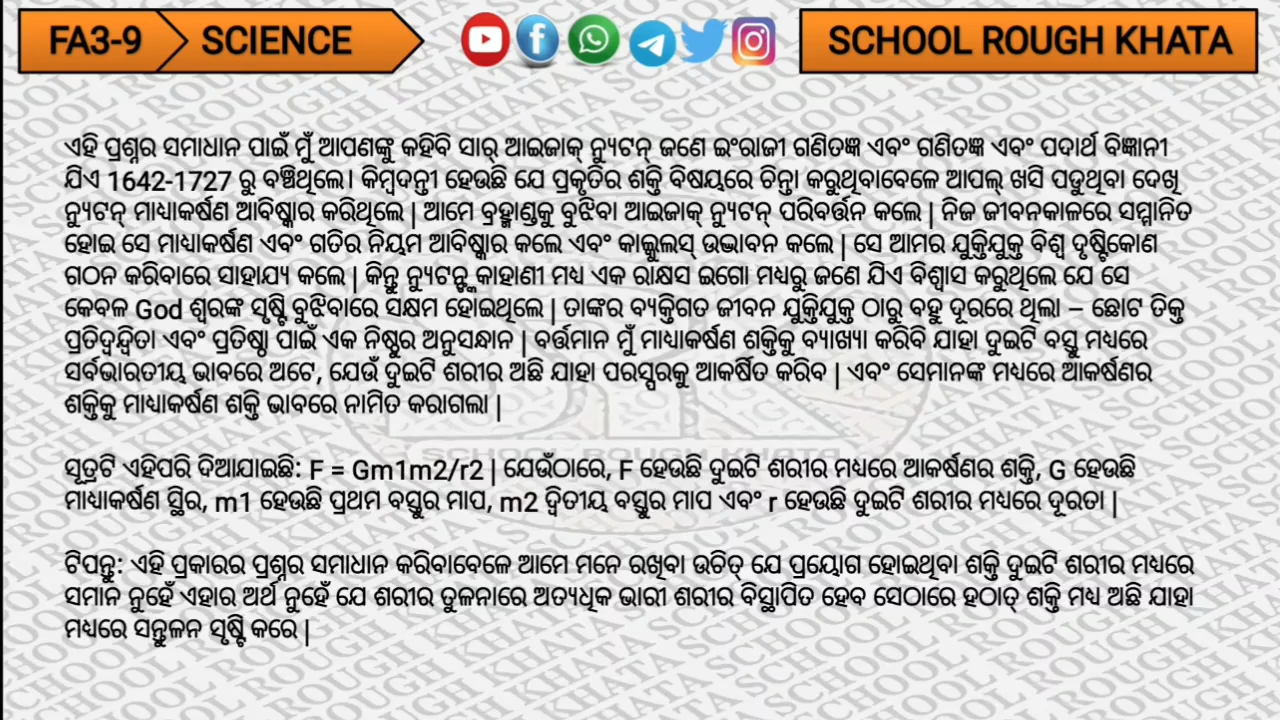 FA3-9 SCIENCE SCHOOL ROUGH KHATA
ଏହି ପ୍ରଶ୍ନର ସମାଧାନ ପାଇଁ ମୁଁ ଆପଣଙ୍କୁ କହିବି ସାର୍ ଆଇଜାକ୍ ନ୍ୟୁଟନ୍ ଜଣେ ଇଂରାଜୀ ଗଣିତଜ୍ଞ ଏବଂ ଗଣିତଜ୍ଞ ଏବଂ ପଦାର୍ଥ ବିଜ୍ଞାନୀ
ଯିଏ 1642-1727 ରୁ ବଞ୍ଚିଥିଲେ। କିମ୍ବଦନ୍ତୀ ହେଉଛି ଯେ ପ୍ରକୃତିର ଶକ୍ତି ବିଷୟରେ ଚିନ୍ତା କରୁଥିବାବେଳେ ଆପଲ୍ ଖସି ପଡୁଥିବା ଦେଖି
ନ୍ୟୁଟନ୍ ମାଧ୍ୟାକର୍ଷଣ ଆବିଷ୍କାର କରିଥିଲେ | ଆମେ ବ୍ରହ୍ମାଣ୍ଡକୁ ବୁଝିବା ଆଇଜାକ୍ ନ୍ୟୁଟନ୍ ପରିବର୍ତ୍ତନ କଲେ | ନିଜ ଜୀବନକାଳରେ ସମ୍ମାନିତ
ହୋଇ ସେ ମାଧ୍ୟାକର୍ଷଣ ଏବଂ ଗତିର ନିୟମ ଆବିଷ୍କାର କଲେ ଏବଂ କାଲ୍କୁଲସ୍ ଉଦ୍ଭାବନ କଲେ | ସେ ଆମର ଯୁକ୍ତିଯୁକ୍ତ ବିଶ୍ୱ ଦୃଷ୍ଟିକୋଣ
ଗଠନ କରିବାରେ ସାହାଯ୍ୟ କଲେ | କିନ୍ତୁ ନ୍ୟୁଟନ୍ଙ୍କ କାହାଣୀ ମଧ୍ୟ ଏକ ରାକ୍ଷସ ଇଗୋ ମଧ୍ୟରୁ ଜଣେ ଯିଏ ବିଶ୍ୱାସ କରୁଥିଲେ ଯେ ସେ
କେବଳ God ଶ୍ୱରଙ୍କ ସୃଷ୍ଟି ବୁଝିବାରେ ସକ୍ଷମ ହୋଇଥିଲେ | ତାଙ୍କର ବ୍ୟକ୍ତିଗତ ଜୀବନ ଯୁକ୍ତିଯୁକ୍ତ ଠାରୁ ବହୁ ଦୂରରେ ଥିଲା – ଛୋଟ ତିକ୍ତ
ପ୍ରତିଦ୍ୱନ୍ଦ୍ୱିତା ଏବଂ ପ୍ରତିଷ୍ଠା ପାଇଁ ଏକ ନିଷ୍ଠୁର ଅନୁସନ୍ଧାନ | ବର୍ତ୍ତମାନ ମୁଁ ମାଧ୍ୟାକର୍ଷଣ ଶକ୍ତିକୁ ବ୍ୟାଖ୍ୟା କରିବି ଯାହା ଦୁଇଟି ବସ୍ତୁ ମଧ୍ୟରେ
ସର୍ବଭାରତୀୟ ଭାବରେ ଅଟେ, ଯେଉଁ ଦୁଇଟି ଶରୀର ଅଛି ଯାହା ପରସ୍ପରକୁ ଆକର୍ଷିତ କରିବ | ଏବଂ ସେମାନଙ୍କ ମଧ୍ୟରେ ଆକର୍ଷଣର
ଶକ୍ତିକୁ ମାଧ୍ୟାକର୍ଷଣ ଶକ୍ତି ଭାବରେ ନାମିତ କରାଗଲା |
ସୂତ୍ରଟି ଏହିପରି ଦିଆଯାଇଛି: F = Gm1m2/r2 | ଯେଉଁଠାରେ, F ହେଉଛି ଦୁଇଟି ଶରୀର ମଧ୍ୟରେ ଆକର୍ଷଣର ଶକ୍ତି, G ହେଉଛି
ମାଧ୍ୟାକର୍ଷଣ ସ୍ଥିର, m1 ହେଉଛି ପ୍ରଥମ ବସ୍ତୁର ମାପ, m2 ଦ୍ୱିତୀୟ ବସ୍ତୁର ମାପ ଏବଂ r ହେଉଛି ଦୁଇଟି ଶରୀର ମଧ୍ୟରେ ଦୂରତା |
ଟିପନ୍ତୁ: ଏହି ପ୍ରକାରର ପ୍ରଶ୍ନର ସମାଧାନ କରିବାବେଳେ ଆମେ ମନେ ରଖିବା ଉଚିତ୍ ଯେ ପ୍ରୟୋଗ ହୋଇଥିବା ଶକ୍ତି ଦୁଇଟି ଶରୀର ମଧ୍ୟରେ
ସମାନ ନୁହେଁ ଏହାର ଅର୍ଥ ନୁହେଁ ଯେ ଶରୀର ତୁଳନାରେ ଅତ୍ୟଧିକ ଭାରୀ ଶରୀର ବିସ୍ଥାପିତ ହେବ ସେଠାରେ ହଠାତ୍ ଶକ୍ତି ମଧ୍ୟ ଅଛି ଯାହା
ମଧ୍ୟରେ ସନ୍ତୁଳନ ସୃଷ୍ଟି କରେ |